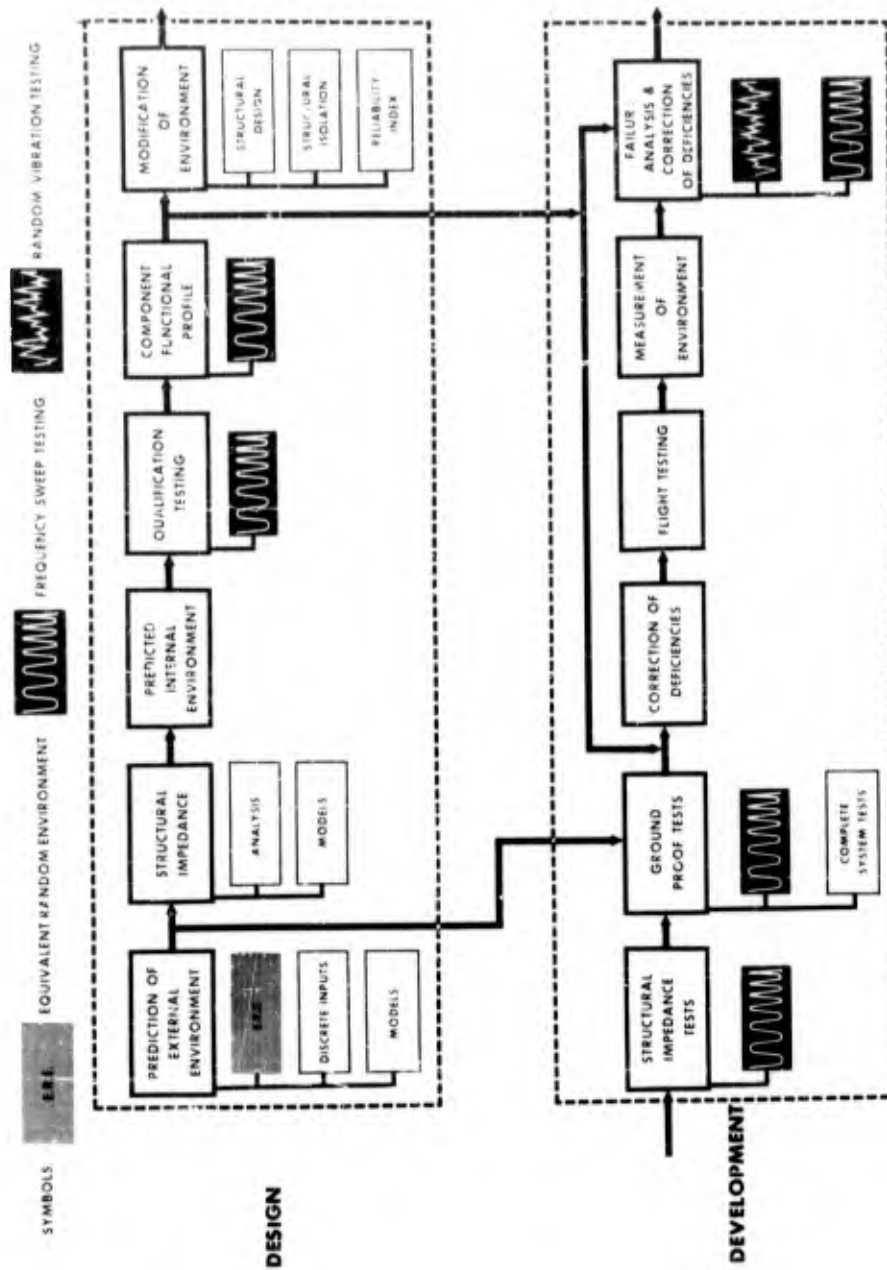 SYMBOLS
E.R.E.
EQUIVALENT RANDOM ENVIRONMENT
FREQUENCY SWEEP TESTING
RANDOM VIBRATION TESTING
DESIGN
PREDICTION OF
EXTERNAL
ENVIRONMENT
E.R.E.
DISCRETE INPUTS
MODELS
STRUCTURAL
IMPEDANCE
ANALYSIS
MODELS
PREDICTED
INTERNAL
ENVIRONMENT
QUALIFICATION
TESTING
COMPONENT
FUNCTIONAL
PROFILE
MODIFICATION
OF
ENVIRONMENT
STRUCTURAL
DESIGN
STRUCTURAL
ISOLATION
RELIABILITY
INDEX
DEVELOPMENT
STRUCTURAL
IMPEDANCE
TESTS
GROUND
PROOF TESTS
COMPLETE
SYSTEM TESTS
CORRECTION OF
DEFICIENCIES
FLIGHT TESTING
MEASUREMENT
OF
ENVIRONMENT
FAILURE
ANALYSIS &
CORRECTION
OF DEFICIENCIES